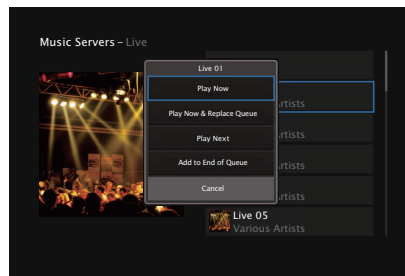 Music Servers – Live
Live 01
Play Now
Play Now & Replace Queue
Play Next
Add to End of Queue
Cancel
Artists
Artists
Artists
Artists
Live 05
Various Artists